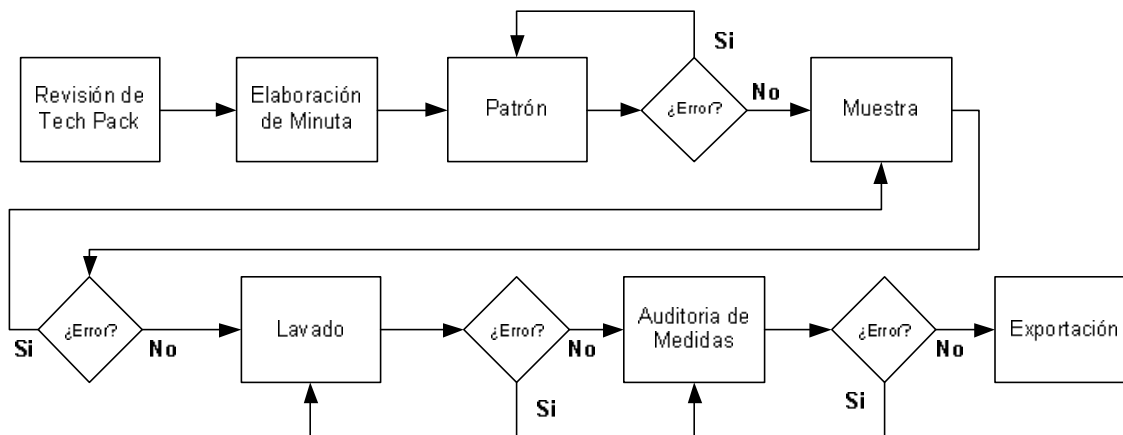 Si
Revisión de
Tech Pack
Elaboración
de Minuta
Patrón
¿Error?
No
Muestra
¿Error?
Si
No
Lavado
¿Error?
No
Si
Auditoria de
Medidas
¿Error?
No
Si
Exportación